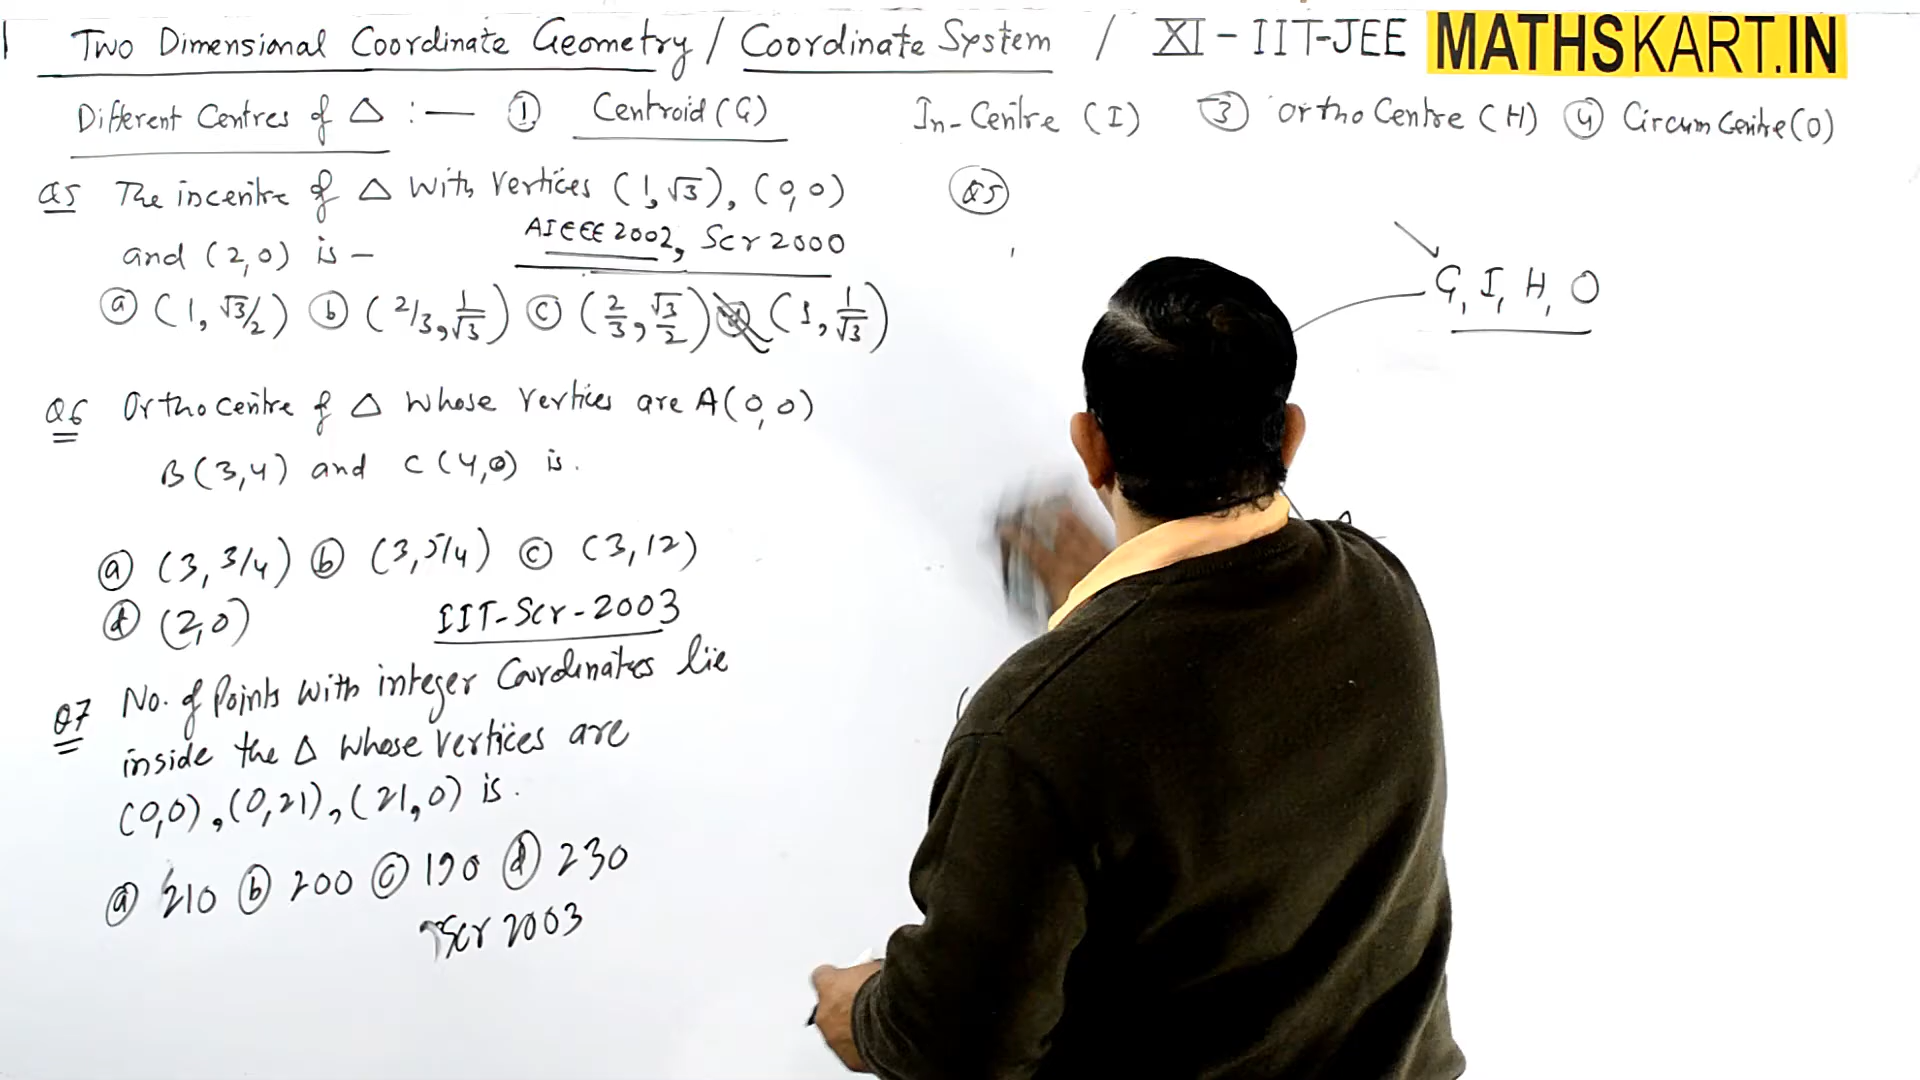 Two Dimensional Coordinate Geometry / Coordinate System / XI - IIT-JEE MATHSKART.IN
Different Centres of △ :— ① Centroid (G) In-Centre (I) ③ OrthoCentre (H) ④ Circum Centre (O)
Q5 The incentre of △ with vertices (1,√3), (0,0)
and (2,0) is —
AIEEE 2002, Scr 2000
ⓐ (1, √3/2) ⓑ (2/3, 1/√3) ⓒ (2/3, √3/2) ⓓ (1, 1/√3)
Q6 Orthocentre of △ whose vertices are A(0,0)
B(3,4) and C(4,0) is.
ⓐ (3, 3/4) ⓑ (3, 5/4) ⓒ (3,12)
ⓓ (2,0) IIT-Scr-2003
Q7 No. of Points with integer Coordinates lie
inside the △ whose vertices are
(0,0), (0,21), (21,0) is.
ⓐ 210 ⓑ 200 ⓒ 190 ⓓ 230
Scr 2003
Q5
G, I, H, O